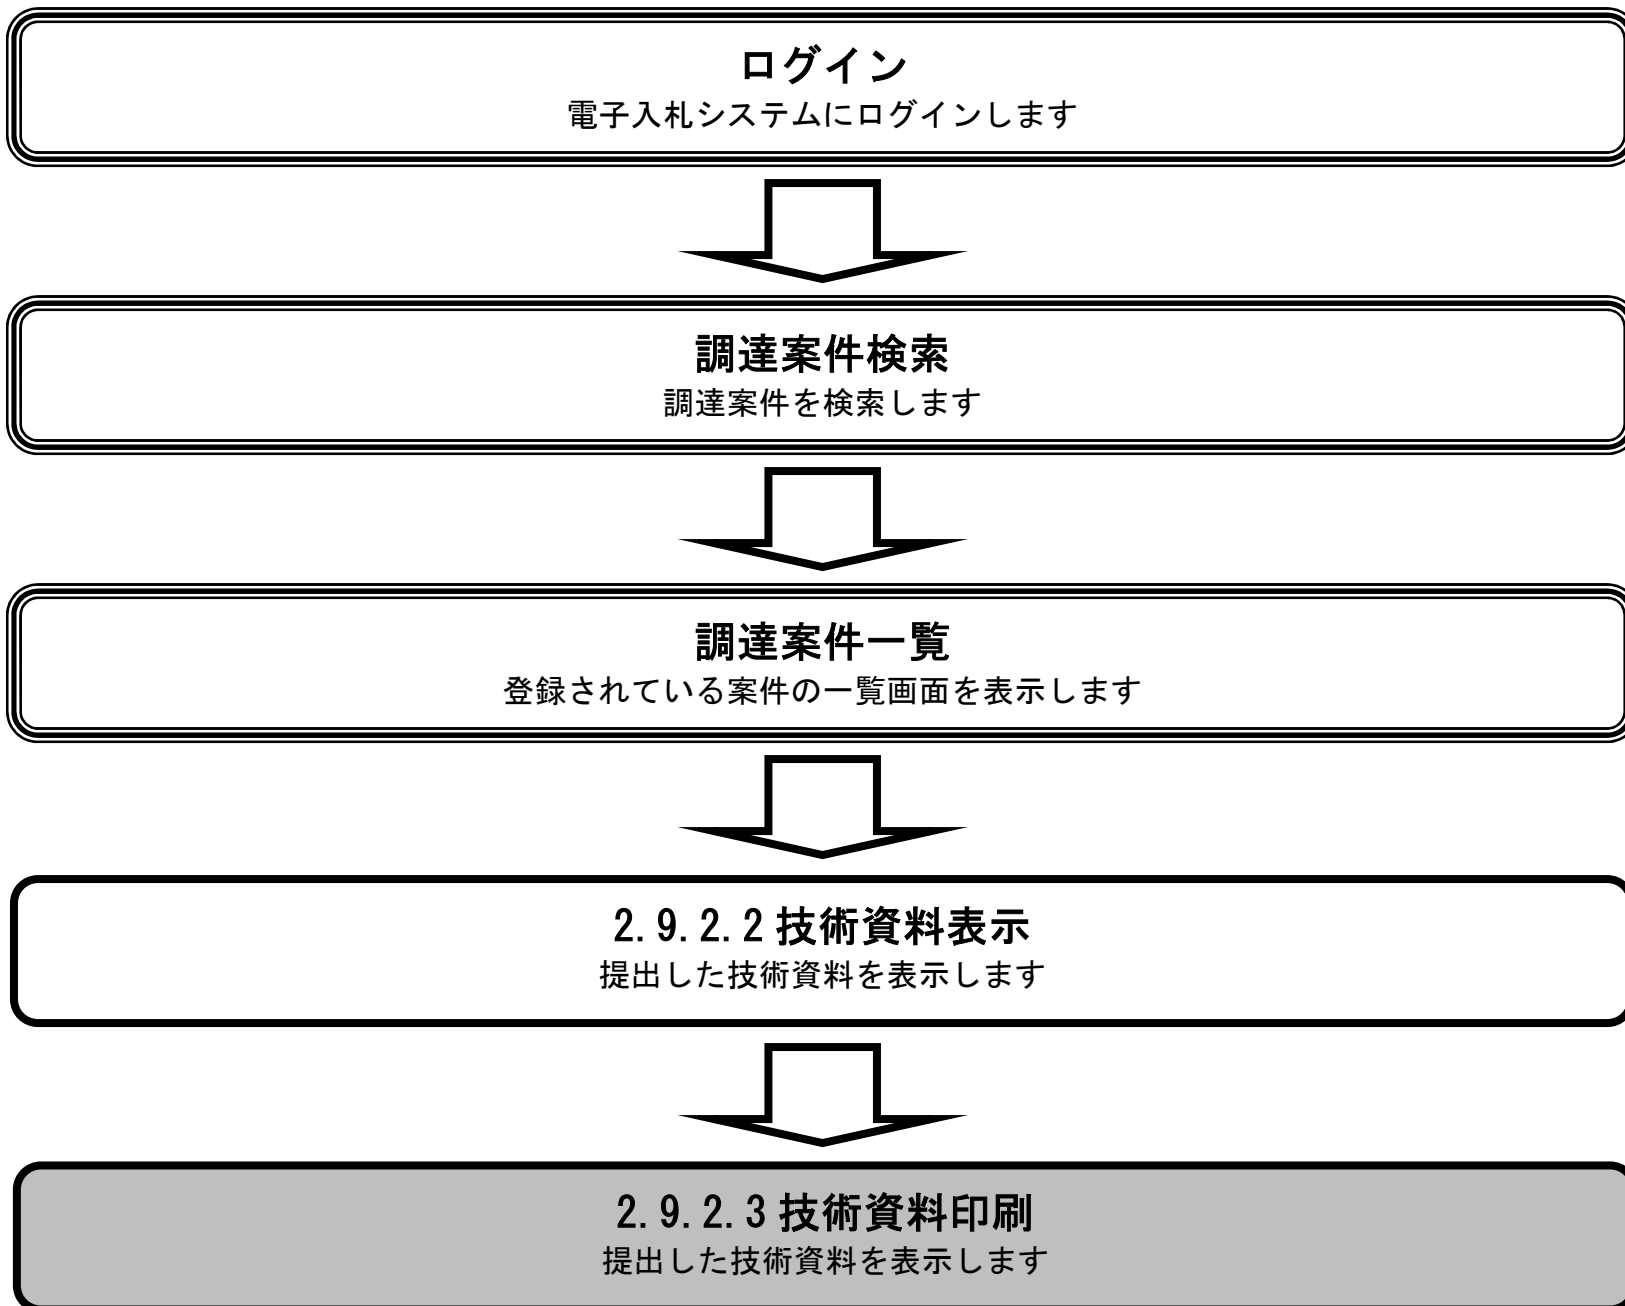 ログイン
電子入札システムにログインします
調達案件検索
調達案件を検索します
調達案件一覧
登録されている案件の一覧画面を表示します
2.9.2.2 技術資料表示
提出した技術資料を表示します
2.9.2.3 技術資料印刷
提出した技術資料を表示します